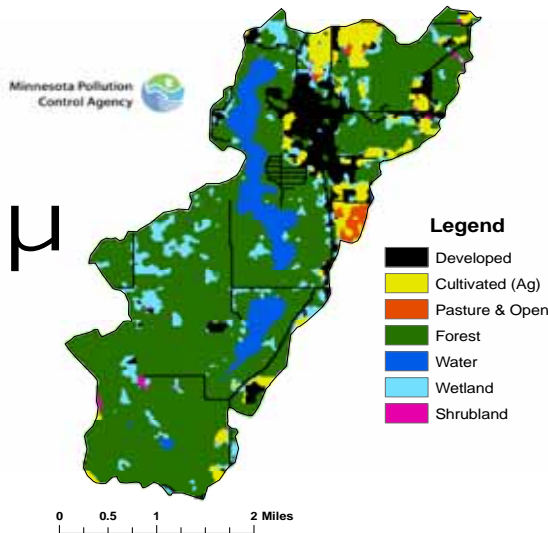 Minnesota Pollution
Control Agency
µ
Legend
Developed
Cultivated (Ag)
Pasture & Open
Forest
Water
Wetland
Shrubland
0 0.5 1 2 Miles